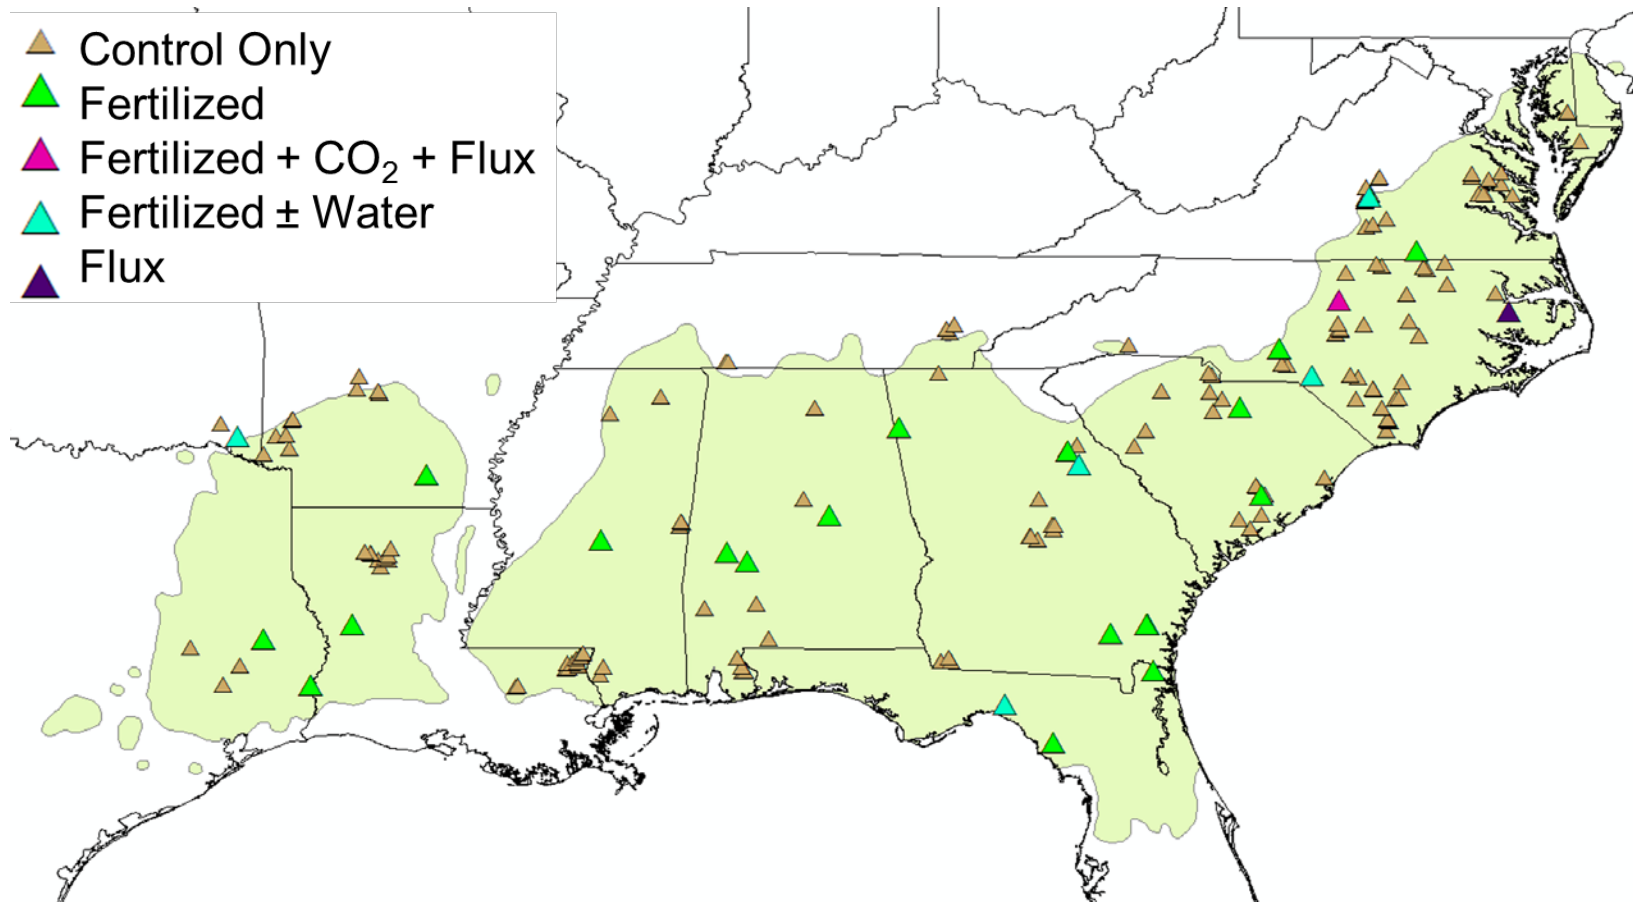 Control Only
Fertilized
Fertilized + CO₂ + Flux
Fertilized ± Water
Flux